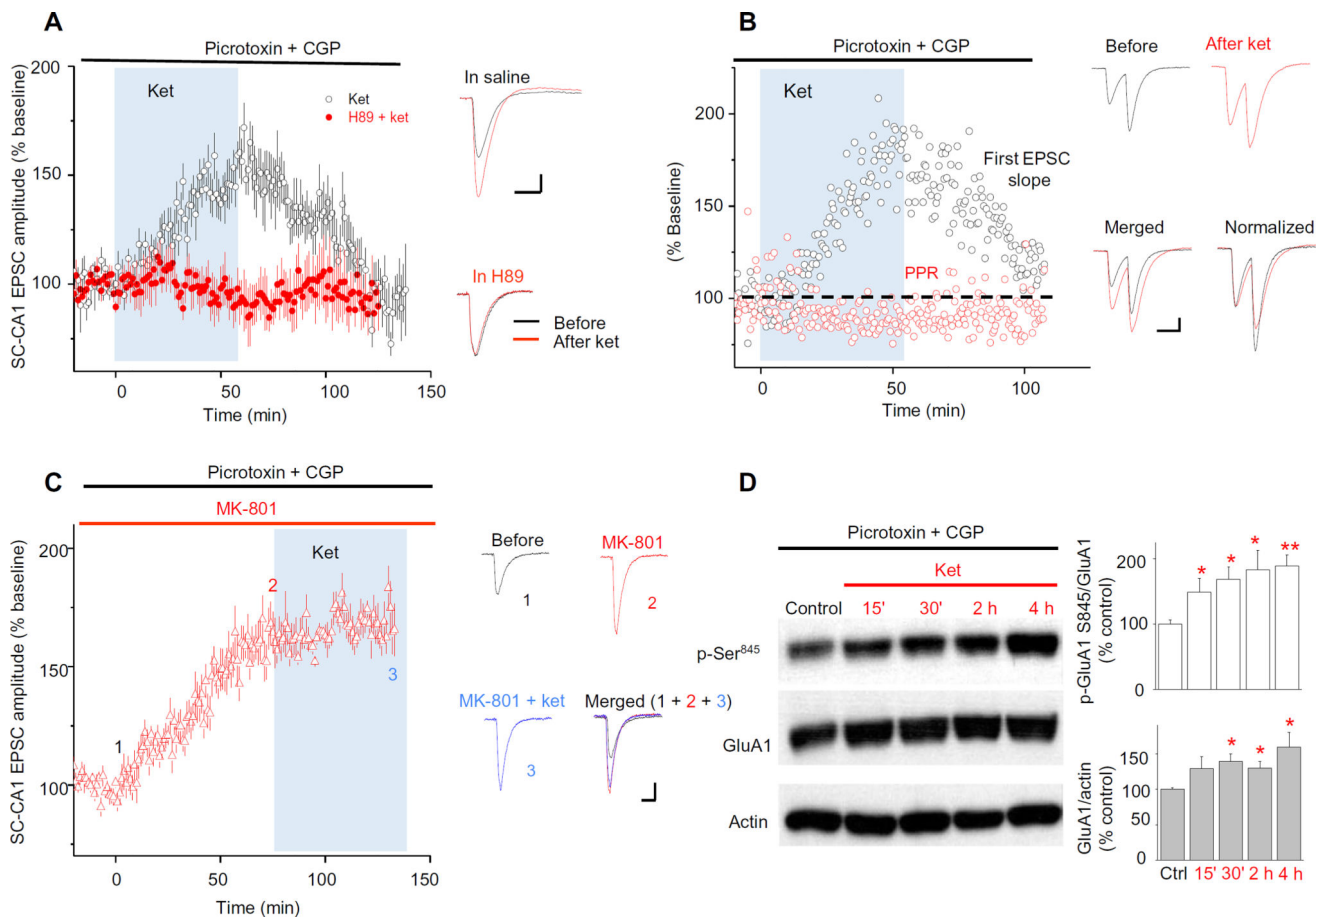 A
Picrotoxin + CGP
SC-CA1 EPSC amplitude (% baseline)
200
150
100
Ket
Ket
H89 + ket
0
50
100
150
Time (min)
In saline
In H89
Before
After ket
B
Picrotoxin + CGP
(% Baseline)
200
150
100
Ket
First EPSC
slope
PPR
0
50
100
Time (min)
Before
After ket
Merged
Normalized
C
Picrotoxin + CGP
MK-801
SC-CA1 EPSC amplitude (% baseline)
200
150
100
Ket
1
2
3
0
50
100
150
Time (min)
Before
1
MK-801
2
MK-801 + ket
3
Merged (1 + 2 + 3)
D
Picrotoxin + CGP
Ket
Control 15' 30' 2 h 4 h
p-Ser⁸⁴⁵
GluA1
Actin
p-GluA1 S845/GluA1
(% control)
200
100
0
* * * **
GluA1/actin
(% control)
150
100
50
0
* * *
Ctrl 15' 30' 2 h 4 h